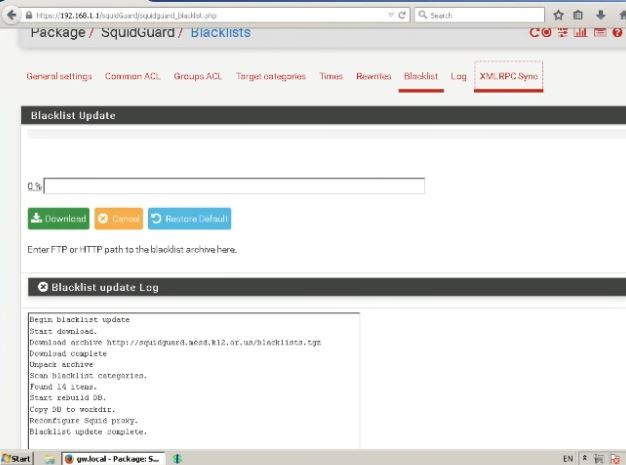 https://192.168.1.1/squidGuard/squidguard_blacklist.php
Search
Package / SquidGuard / Blacklists
General settings Common ACL Groups ACL Target categories Times Rewrites Blacklist Log XMLRPC Sync
Blacklist Update
0 %
Download Cancel Restore Default
Enter FTP or HTTP path to the blacklist archive here.
Blacklist update Log
Begin blacklist update
Start download.
Download archive http://squidguard.mesd.k12.or.us/blacklists.tgz
Download complete
Unpack archive
Scan blacklist categories.
Found 14 items.
Start rebuild DB.
Copy DB to workdir.
Reconfigure Squid proxy.
Blacklist update complete.
Start gw.local - Package: S... EN